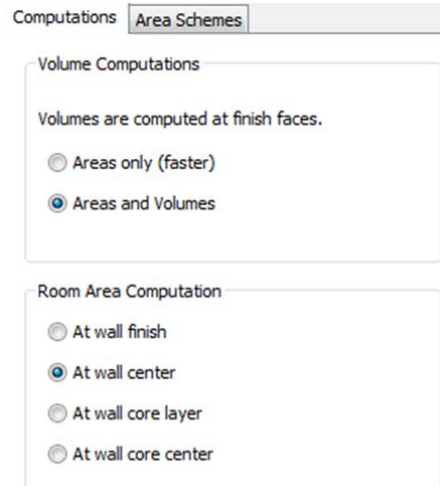 Computations Area Schemes
Volume Computations
Volumes are computed at finish faces.
Areas only (faster)
Areas and Volumes
Room Area Computation
At wall finish
At wall center
At wall core layer
At wall core center